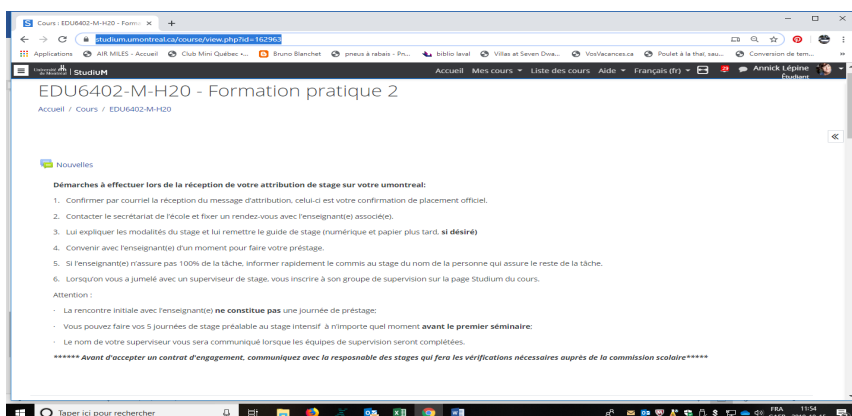 Cours : EDU6402-M-H20 - Form
studium.umontreal.ca/course/view.php?id=162963
Applications AIR MILES - Accueil Club Mini Québec •... Bruno Blanchet pneus à rabais - Pn... biblio laval Villas at Seven Dwa... VosVacances.ca Poulet à la thaï, sau... Conversion de tem...
Université de Montréal StudiUM Accueil Mes cours Liste des cours Aide Français (fr) Annick Lépine
Étudiant
EDU6402-M-H20 - Formation pratique 2
Accueil / Cours / EDU6402-M-H20
Nouvelles
Démarches à effectuer lors de la réception de votre attribution de stage sur votre umontreal:
1. Confirmer par courriel la réception du message d'attribution, celui-ci est votre confirmation de placement officiel.
2. Contacter le secrétariat de l'école et fixer un rendez-vous avec l'enseignant(e) associé(e).
3. Lui expliquer les modalités du stage et lui remettre le guide de stage (numérique et papier plus tard, si désiré)
4. Convenir avec l'enseignant(e) d'un moment pour faire votre préstage.
5. Si l'enseignant(e) n'assure pas 100% de la tâche, informer rapidement le commis au stage du nom de la personne qui assure le reste de la tâche.
6. Lorsqu'on vous a jumelé avec un superviseur de stage, vous inscrire à son groupe de supervision sur la page Studium du cours.
Attention :
· La rencontre initiale avec l'enseignant(e) ne constitue pas une journée de préstage;
· Vous pouvez faire vos 5 journées de stage préalable au stage intensif à n'importe quel moment avant le premier séminaire;
· Le nom de votre superviseur vous sera communiqué lorsque les équipes de supervision seront complétées.
****** Avant d'accepter un contrat d'engagement, communiquez avec la resposnable des stages qui fera les vérifications nécessaires auprès de la commission scolaire*****
Taper ici pour rechercher
FRA 11:54